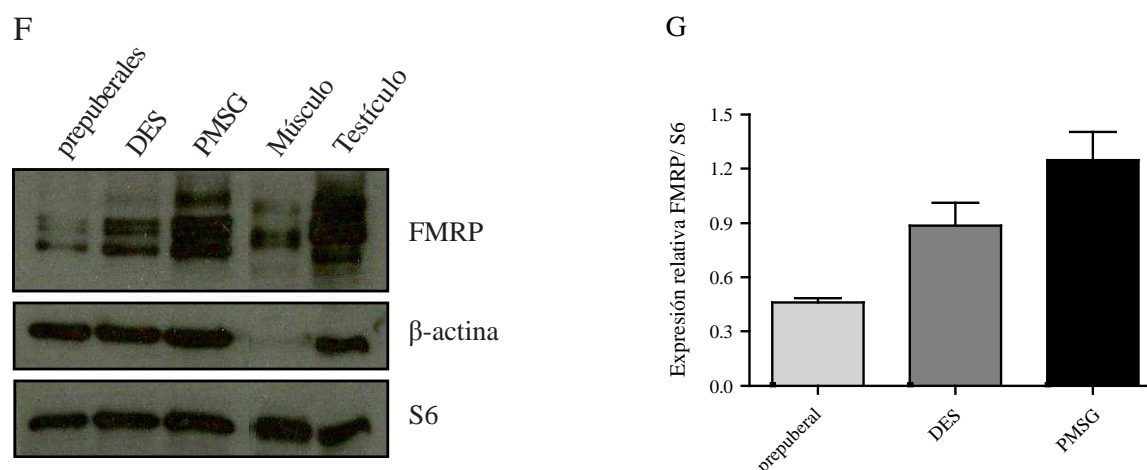 F
prepuberales
DES
PMSG
Músculo
Testículo
FMRP
β-actina
S6
G
Expresión relativa FMRP/ S6
1.5
1.2
0.9
0.6
0.3
0.0
prepuberal
DES
PMSG